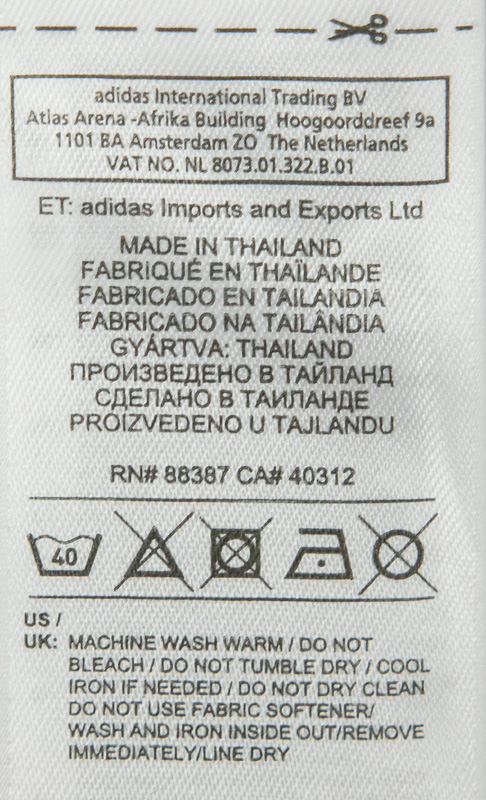 adidas International Trading BV
Atlas Arena -Afrika Building Hoogoorddreef 9a
1101 BA Amsterdam ZO The Netherlands
VAT NO. NL 8073.01.322.B.01
ET: adidas Imports and Exports Ltd
MADE IN THAILAND
FABRIQUÉ EN THAÏLANDE
FABRICADO EN TAILANDIA
FABRICADO NA TAILÂNDIA
GYÁRTVA: THAILAND
ПРОИЗВЕДЕНО В ТАЙЛАНД
СДЕЛАНО В ТАИЛАНДЕ
PROIZVEDENO U TAJLANDU
RN# 88387 CA# 40312
40
US /
UK: MACHINE WASH WARM / DO NOT
BLEACH / DO NOT TUMBLE DRY / COOL
IRON IF NEEDED / DO NOT DRY CLEAN
DO NOT USE FABRIC SOFTENER/
WASH AND IRON INSIDE OUT/REMOVE
IMMEDIATELY/LINE DRY